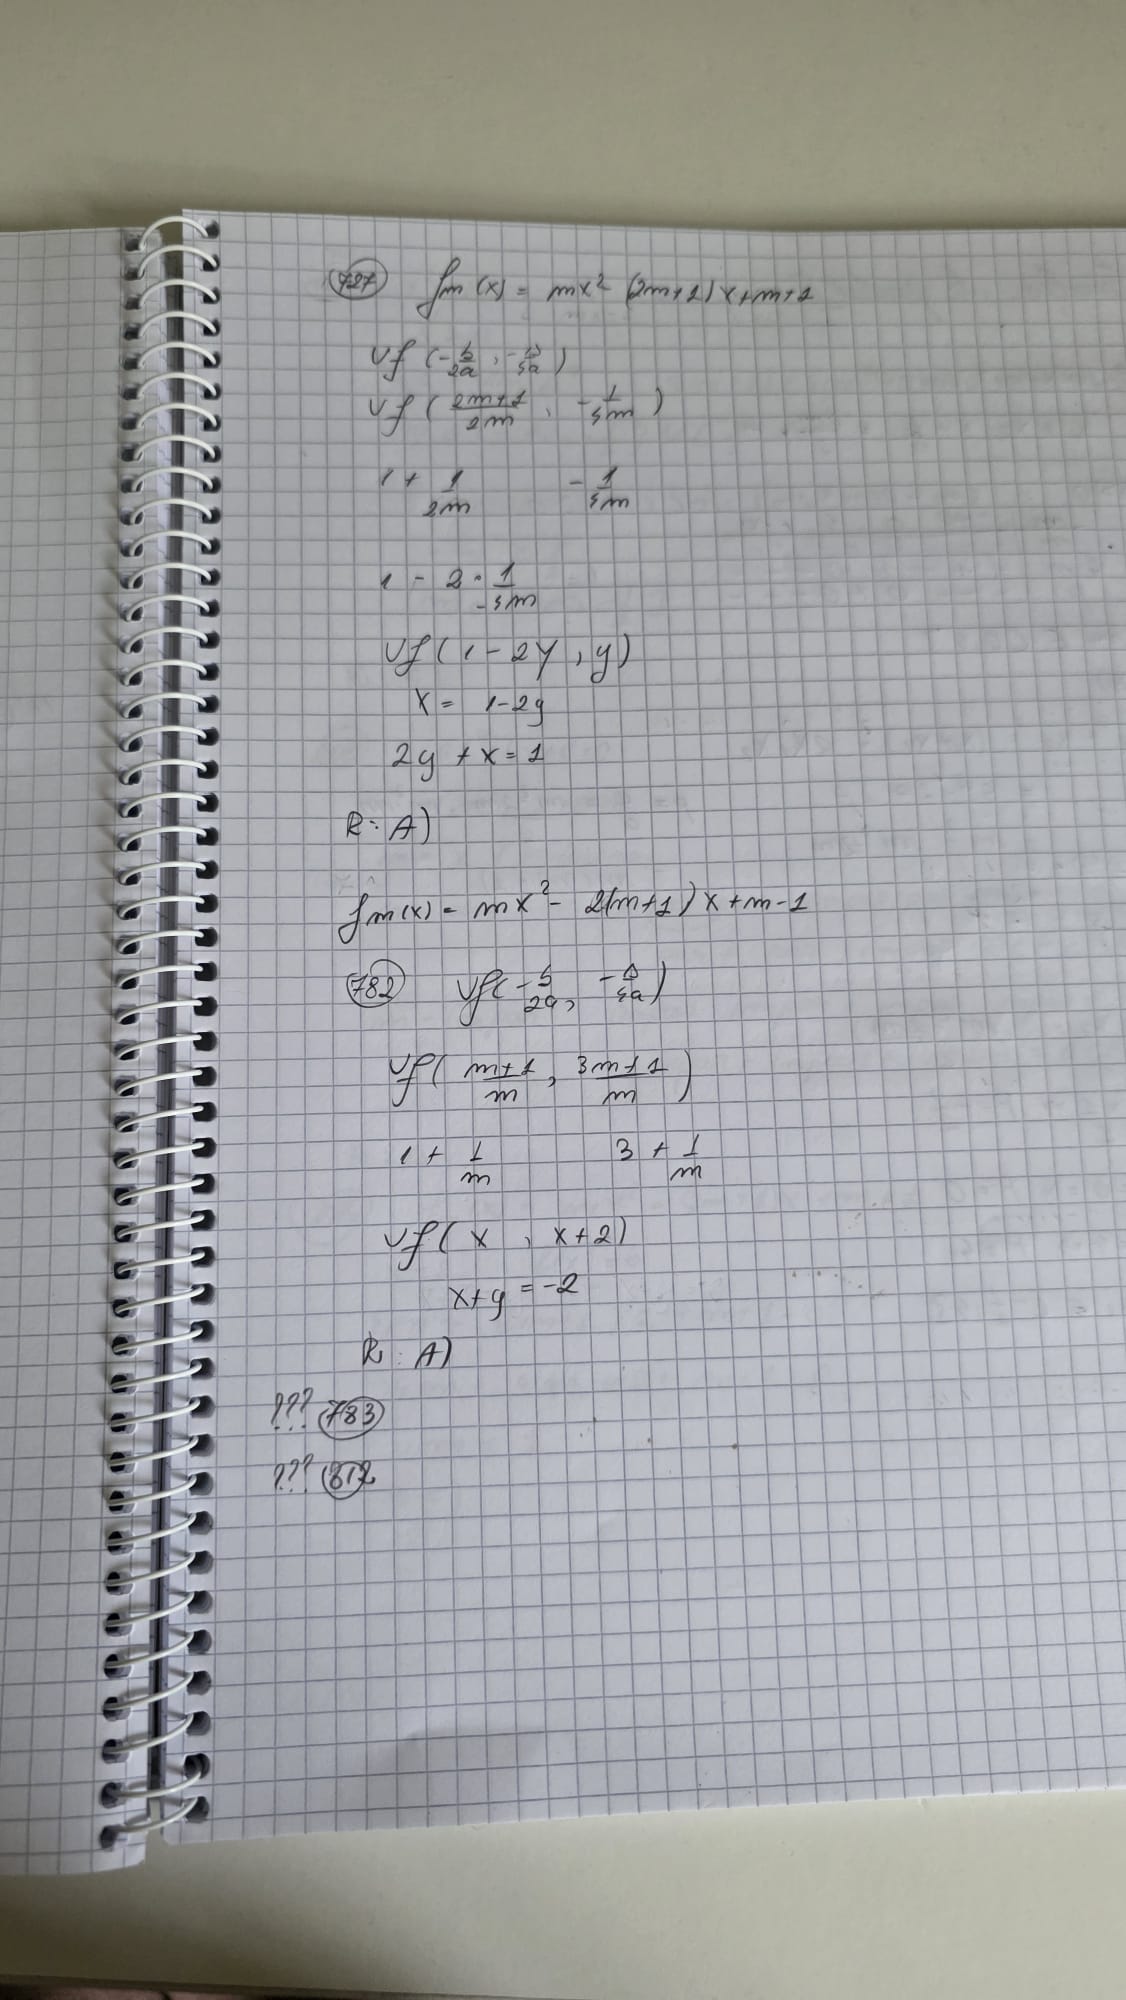 727 fm(x) = mx² (2m+1)x+m+1
Vf (-b/2a, -Δ/4a)
Vf (2m+1/2m, -1/4m)
1 + 1/2m -1/4m
1 - 2 · 1/-4m
Vf(1-2y, y)
x = 1-2y
2y + x = 1
R: A)
fm(x) = mx² - 2(m+1)x+m-1
782 Vf(-b/2a, -Δ/4a)
Vf(m+1/m, 3m+1/m)
1 + 1/m 3 + 1/m
Vf(x, x+2)
x+y = -2
R: A)
??? 783
??? 812